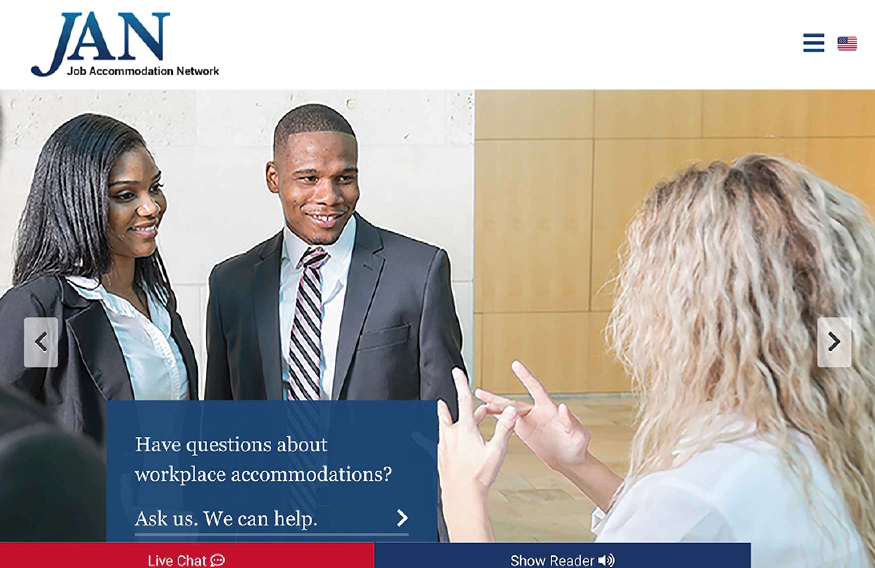 JAN
Job Accommodation Network
Have questions about
workplace accommodations?
Ask us. We can help.
Live Chat
Show Reader